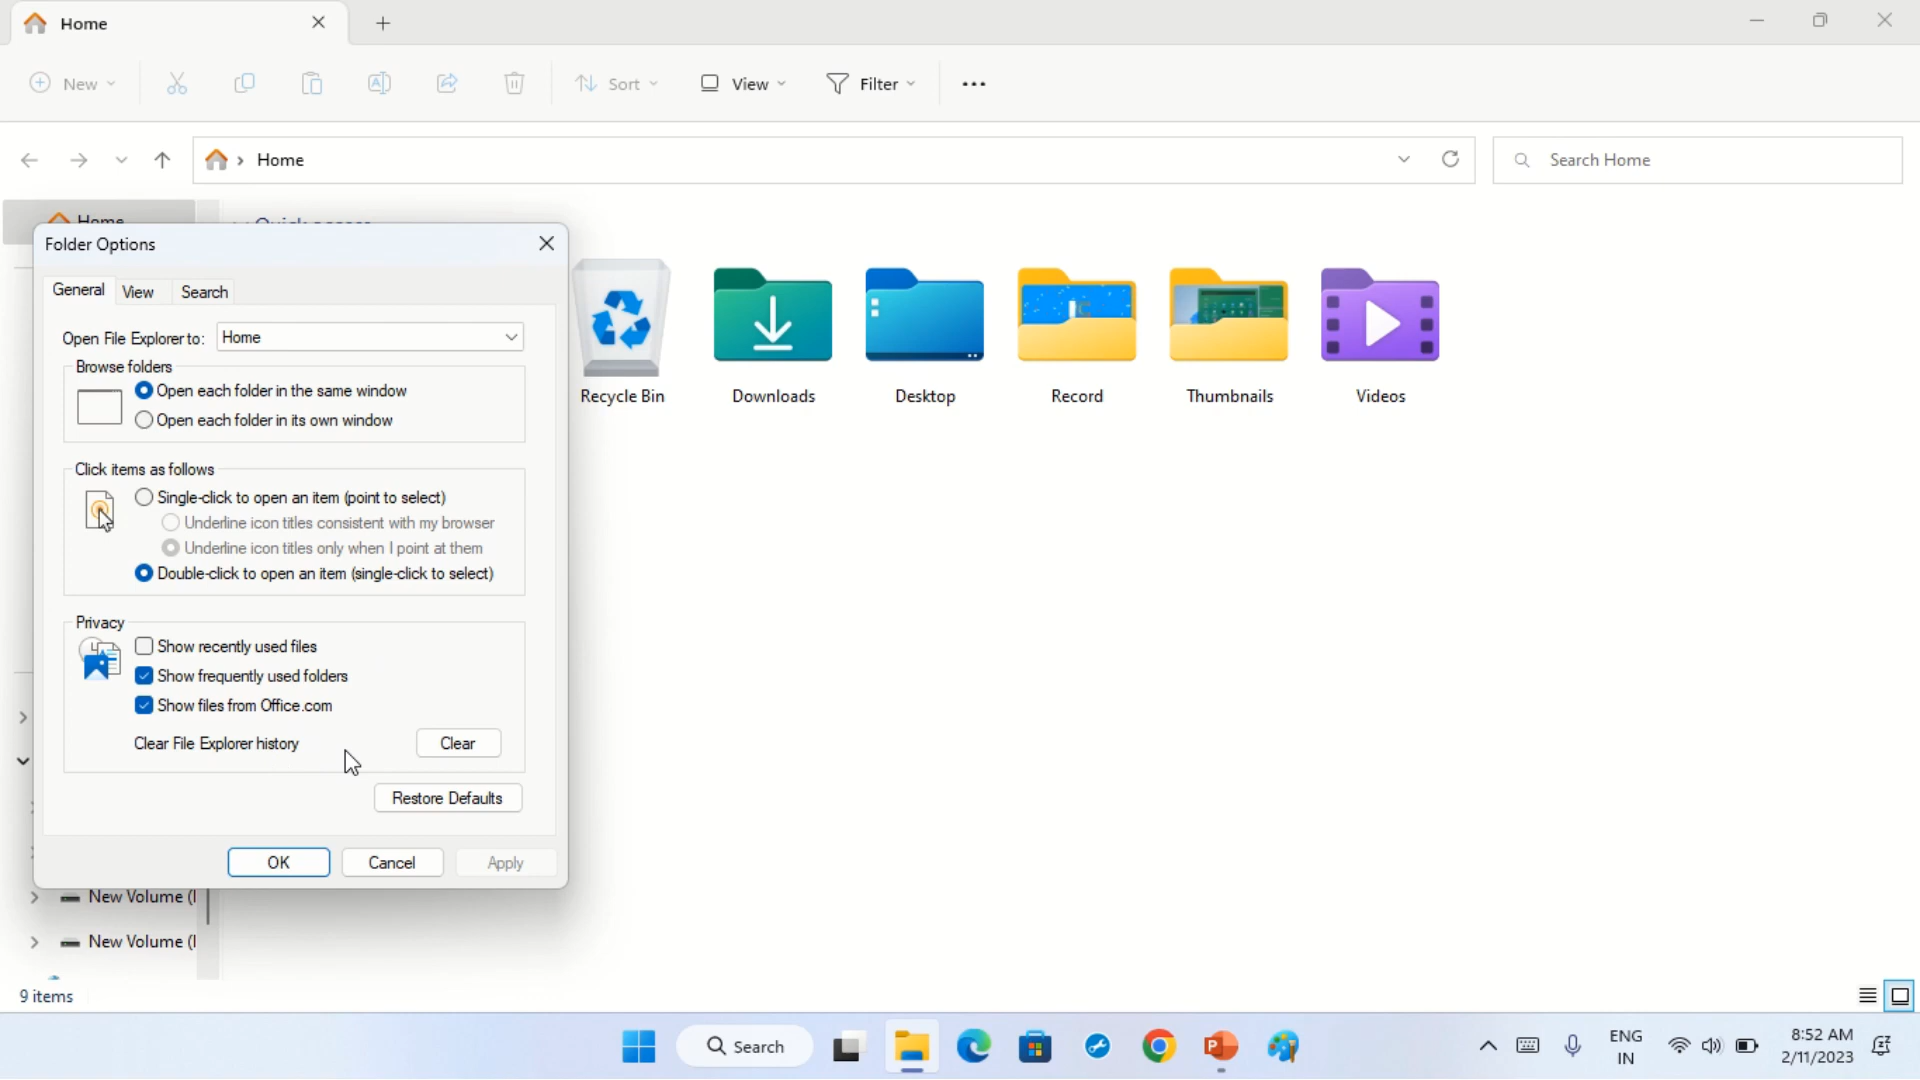 Home
New
Sort
View
Filter
Home
Search Home
Home
Quick access
Folder Options
General View Search
Open File Explorer to: Home
Browse folders
Open each folder in the same window
Open each folder in its own window
Click items as follows
Single-click to open an item (point to select)
Underline icon titles consistent with my browser
Underline icon titles only when I point at them
Double-click to open an item (single-click to select)
Privacy
Show recently used files
Show frequently used folders
Show files from Office.com
Clear File Explorer history Clear
Restore Defaults
OK Cancel Apply
Recycle Bin
Downloads
Desktop
Record
Thumbnails
Videos
New Volume (
New Volume (
9 items
Search
ENG
IN
8:52 AM
2/11/2023